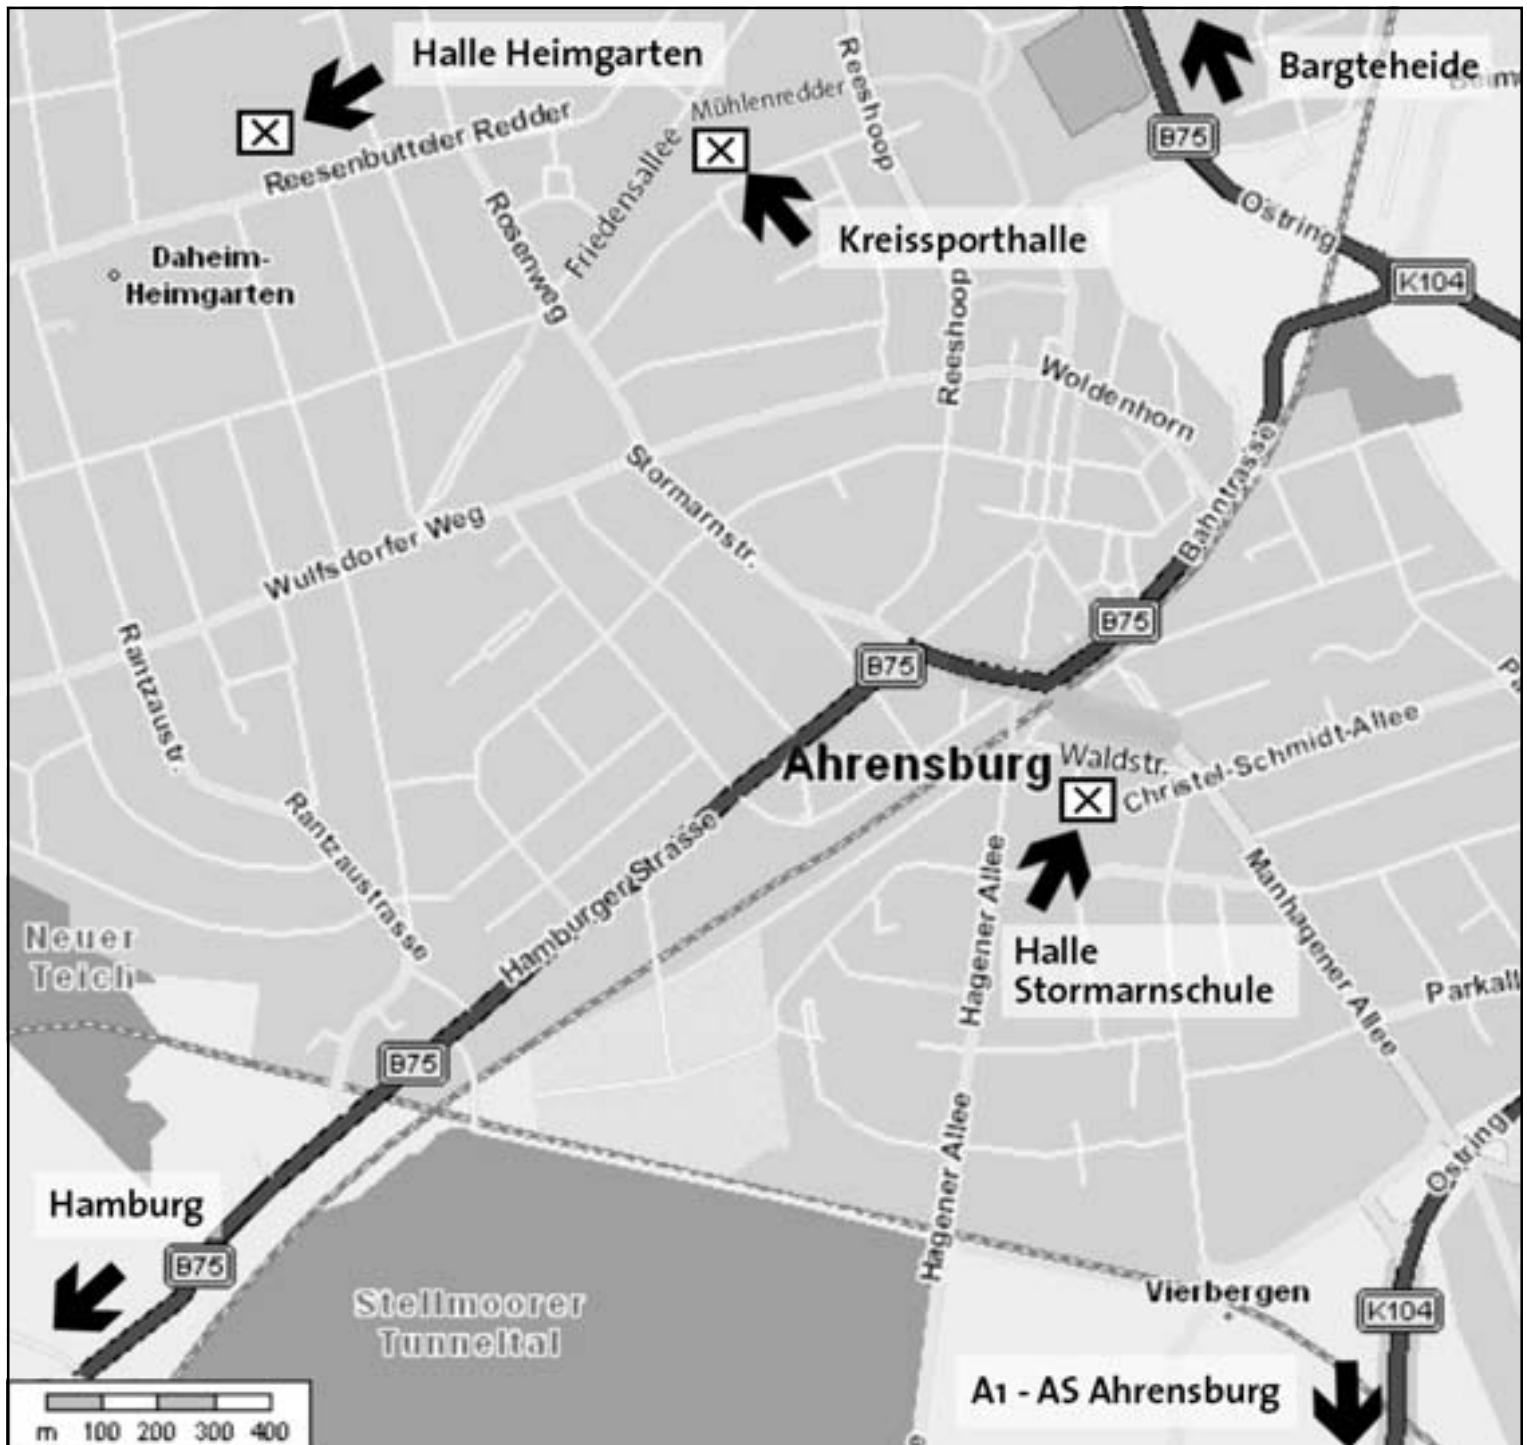 Halle Heimgarten
Bargteheide
Mühlenredder
Reeshoop
B75
Reesenbütteler Redder
Friedensallee
Rosenweg
Ostring
Kreissporthalle
Daheim-
Heimgarten
K104
Reeshoop
Woldenhorn
Stormarnstr.
Bahntrasse
Wulfsdorfer Weg
B75
Rantzaustr.
B75
Ahrensburg
Waldstr.
Christel-Schmidt-Allee
Rantzaustrasse
Hamburger Strasse
Hagener Allee
Manhagener Allee
Neuer
Teich
Halle
Stormarnschule
Parkall
B75
Hagener Allee
Ostring
Hamburg
B75
Stellmoorer
Tunneltal
Vierbergen
K104
A1 - AS Ahrensburg
m 100 200 300 400